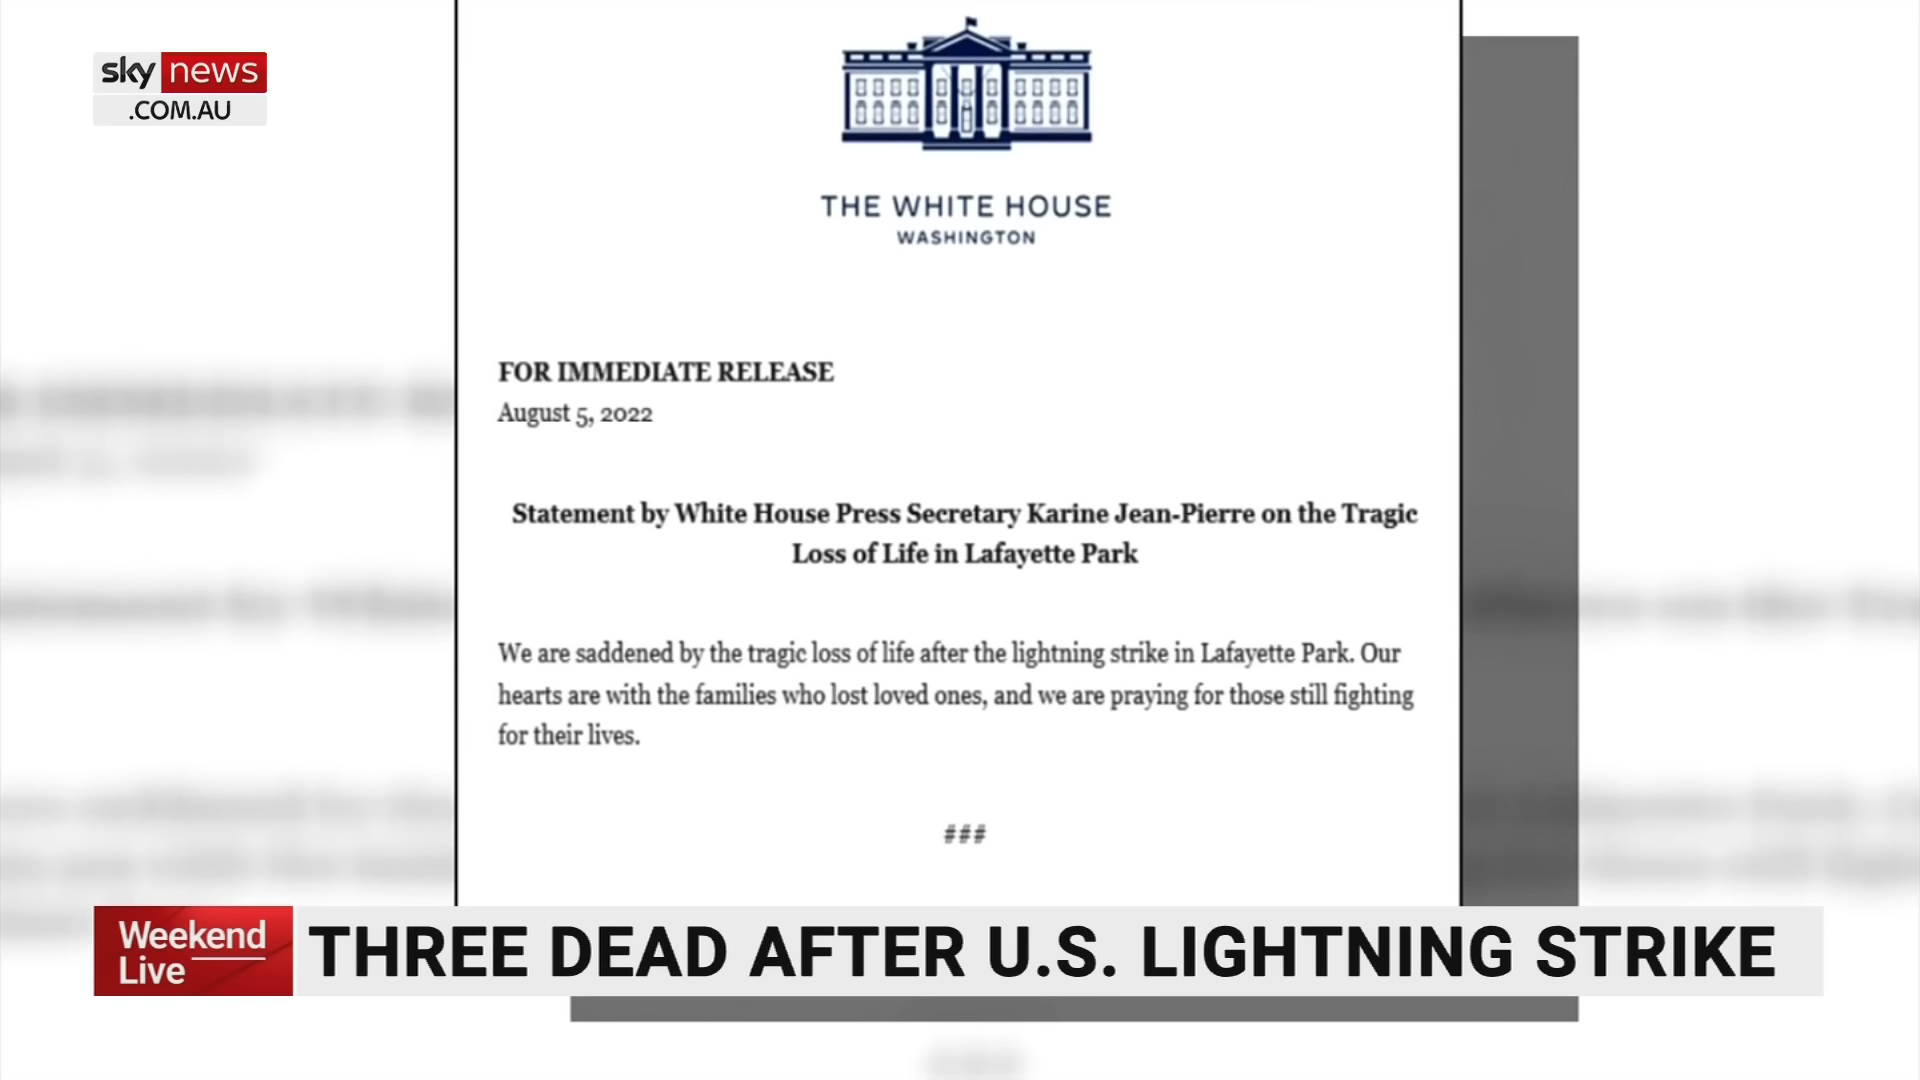 sky news
.COM.AU
THE WHITE HOUSE
WASHINGTON
FOR IMMEDIATE RELEASE
August 5, 2022
Statement by White House Press Secretary Karine Jean-Pierre on the Tragic
Loss of Life in Lafayette Park
We are saddened by the tragic loss of life after the lightning strike in Lafayette Park. Our
hearts are with the families who lost loved ones, and we are praying for those still fighting
for their lives.
###
Weekend
Live
THREE DEAD AFTER U.S. LIGHTNING STRIKE